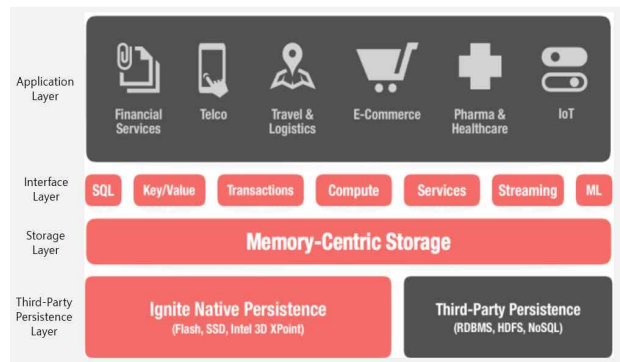 Application
Layer
Financial
Services
Telco
Travel &
Logistics
E-Commerce
Pharma &
Healthcare
IoT
Interface
Layer
SQL
Key/Value
Transactions
Compute
Services
Streaming
ML
Storage
Layer
Memory-Centric Storage
Third-Party
Persistence
Layer
Ignite Native Persistence
(Flash, SSD, Intel 3D XPoint)
Third-Party Persistence
(RDBMS, HDFS, NoSQL)